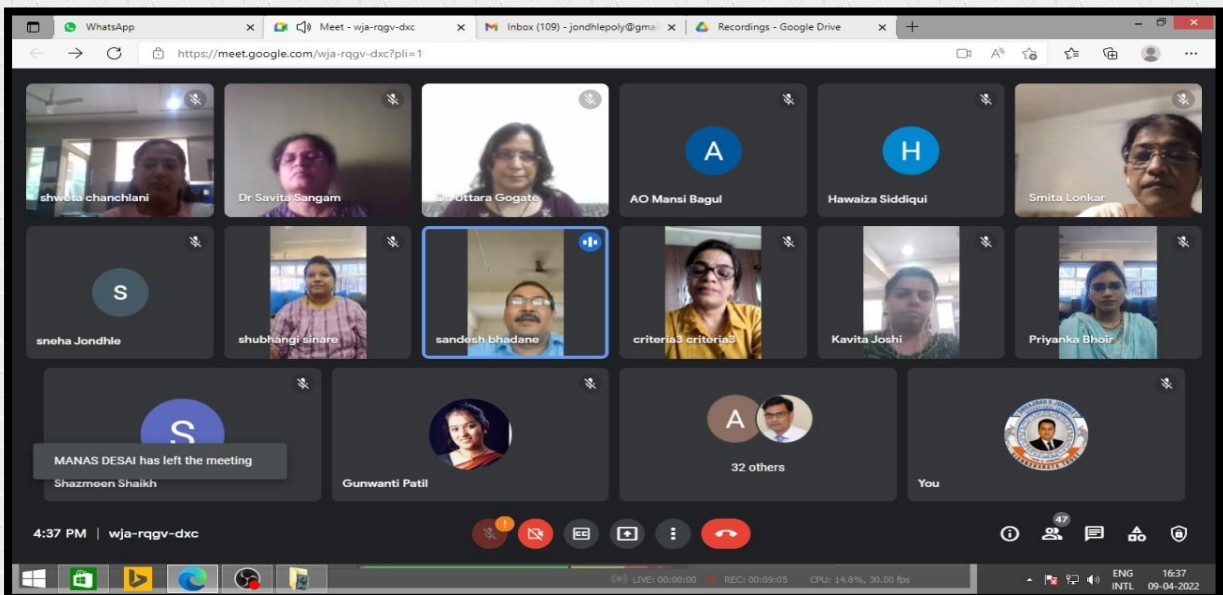 WhatsApp
Meet - wja-rqgv-dxc
Inbox (109) - jondhlepoly@gmai
Recordings - Google Drive
https://meet.google.com/wja-rqgv-dxc?pli=1
shweta chanchlani
Dr Savita Sangam
Dr Uttara Gogate
A
AO Mansi Bagul
H
Hawaiza Siddiqui
Smita Lonkar
S
sneha Jondhle
shubhangi sinare
sandesh bhadane
criteria3 criteria3
Kavita Joshi
Priyanka Bhoir
S
MANAS DESAI has left the meeting
Shazmeen Shaikh
Gunwanti Patil
A
32 others
You
4:37 PM | wja-rqgv-dxc
CC
47
LIVE: 00:00:00 REC: 00:09:05 CPU: 14.8%, 30.00 fps
ENG
INTL
16:37
09-04-2022